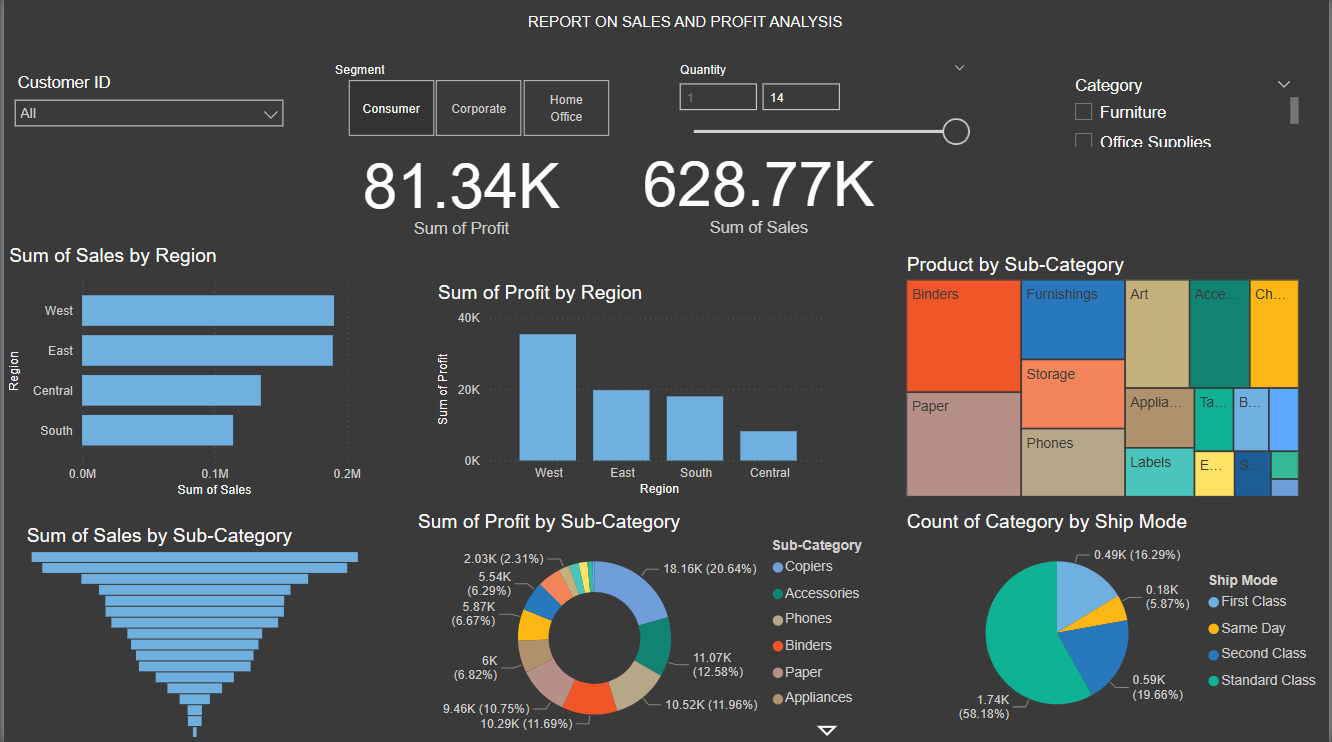 REPORT ON SALES AND PROFIT ANALYSIS
Customer ID
All
Segment
Consumer
Corporate
Home
Office
Quantity
1
14
Category
Furniture
Office Supplies
81.34K
Sum of Profit
628.77K
Sum of Sales
Sum of Sales by Region
Region
West
East
Central
South
0.0M
0.1M
0.2M
Sum of Sales
Sum of Profit by Region
Sum of Profit
40K
20K
0K
West
East
South
Central
Region
Product by Sub-Category
Binders
Furnishings
Art
Acce...
Ch...
Paper
Storage
Phones
Applia...
Ta...
B...
Labels
E...
S...
Sum of Sales by Sub-Category
Sum of Profit by Sub-Category
2.03K (2.31%)
5.54K
(6.29%)
5.87K
(6.67%)
6K
(6.82%)
9.46K (10.75%)
10.29K (11.69%)
18.16K (20.64%)
11.07K
(12.58%)
10.52K (11.96%)
Sub-Category
Copiers
Accessories
Phones
Binders
Paper
Appliances
Count of Category by Ship Mode
0.49K (16.29%)
0.18K
(5.87%)
0.59K
(19.66%)
1.74K
(58.18%)
Ship Mode
First Class
Same Day
Second Class
Standard Class